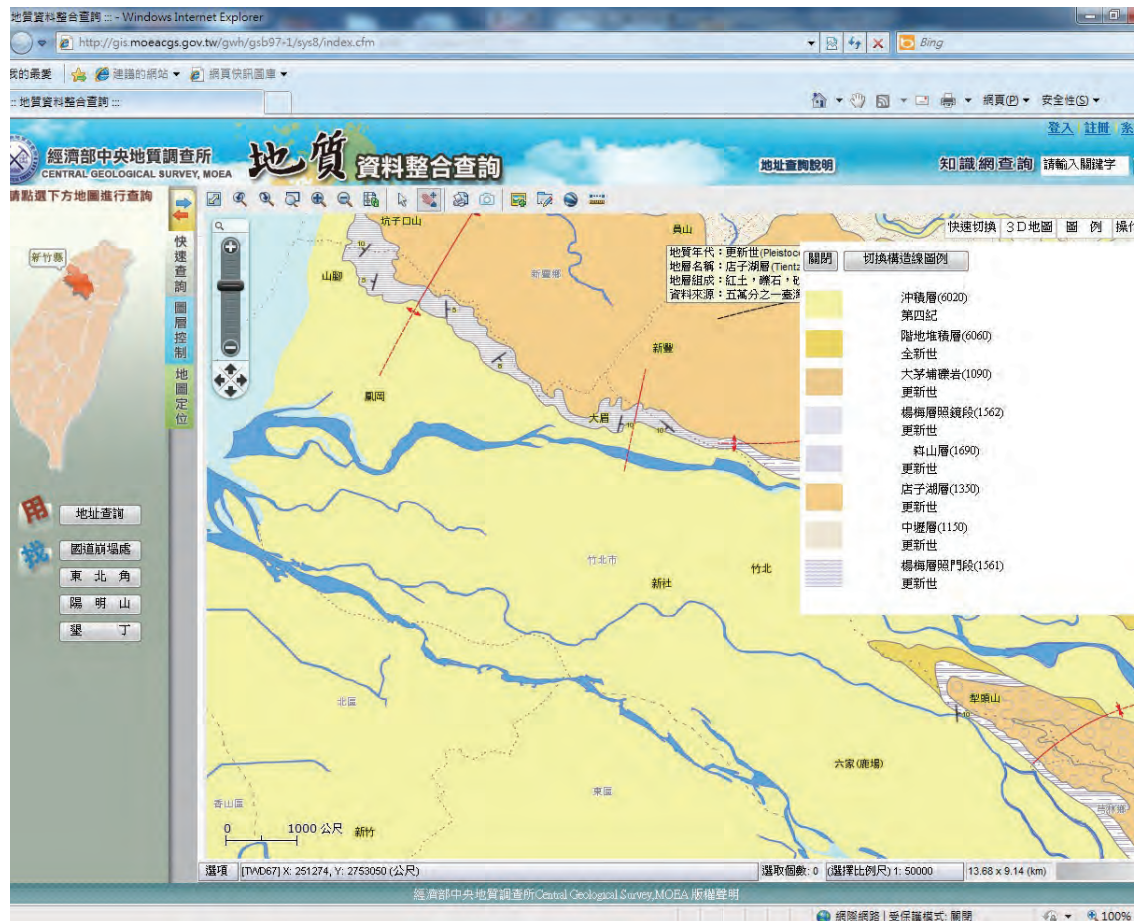 地質資料整合查詢 ::: - Windows Internet Explorer
http://gis.moeacgs.gov.tw/gwh/gsb97-1/sys8/index.cfm
Bing
我的最愛 建議的網站 網頁快訊圖庫
:: 地質資料整合查詢 :::
網頁(P) 安全性(S)
登入 註冊
經濟部中央地質調查所
CENTRAL GEOLOGICAL SURVEY, MOEA
地質 資料整合查詢
地址查詢說明
知識網查詢 請輸入關鍵字
請點選下方地圖進行查詢
新竹縣
快速查詢
圖層控制
地圖定位
用
地址查詢
找
國道崩塌處
東北角
陽明山
墾丁
快速切換 3D地圖 圖例 操作
坑子口山
員山
山腳
新豐鄉
地質年代:更新世(Pleistoc
地層名稱:店子湖層(Tient
地層組成:紅土,礫石,
資料來源:五萬分之一臺
關閉 切換構造線圖例
沖積層(6020)
第四紀
階地堆積層(6060)
全新世
大茅埔礫岩(1090)
更新世
楊梅層照鏡段(1562)
更新世
山層(1690)
更新世
店子湖層(1350)
更新世
中壢層(1150)
更新世
楊梅層照門段(1561)
更新世
10
5
5
新豐
8
鳳岡
大眉
10
10
竹北市
新社
竹北
北區
犁頭山
10
六家(鹿場)
東區
香山區
0 1000 公尺
新竹
選項 [TWD67] X: 251274, Y: 2753050 (公尺)
選取個數: 0 (選擇比例尺) 1: 50000 13.68 x 9.14 (km)
經濟部中央地質調查所Central Geological Survey,MOEA 版權聲明
網際網路 | 受保護模式: 關閉 100%